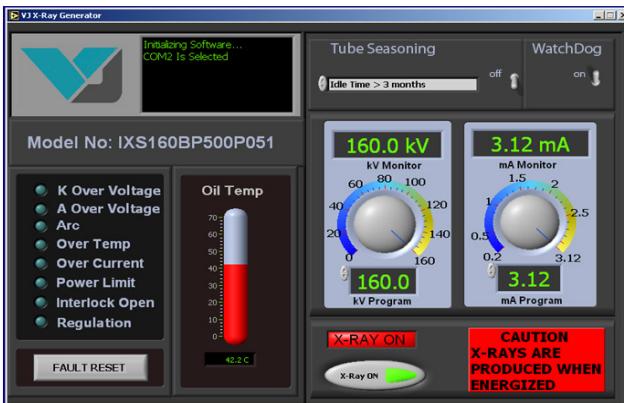 VJ X-Ray Generator
Initializing Software...
COM2 Is Selected
Tube Seasoning
Idle Time > 3 months
off
WatchDog
on
Model No: IXS160BP500P051
K Over Voltage
A Over Voltage
Arc
Over Temp
Over Current
Power Limit
Interlock Open
Regulation
FAULT RESET
Oil Temp
70
60
50
40
30
20
10
0
42.2 C
160.0 kV
kV Monitor
0
20
40
60
80
100
120
140
160
160.0
kV Program
3.12 mA
mA Monitor
0.2
0.5
1
1.5
2
2.5
3.12
3.12
mA Program
X-RAY ON
X-Ray ON
CAUTION
X-RAYS ARE
PRODUCED WHEN
ENERGIZED